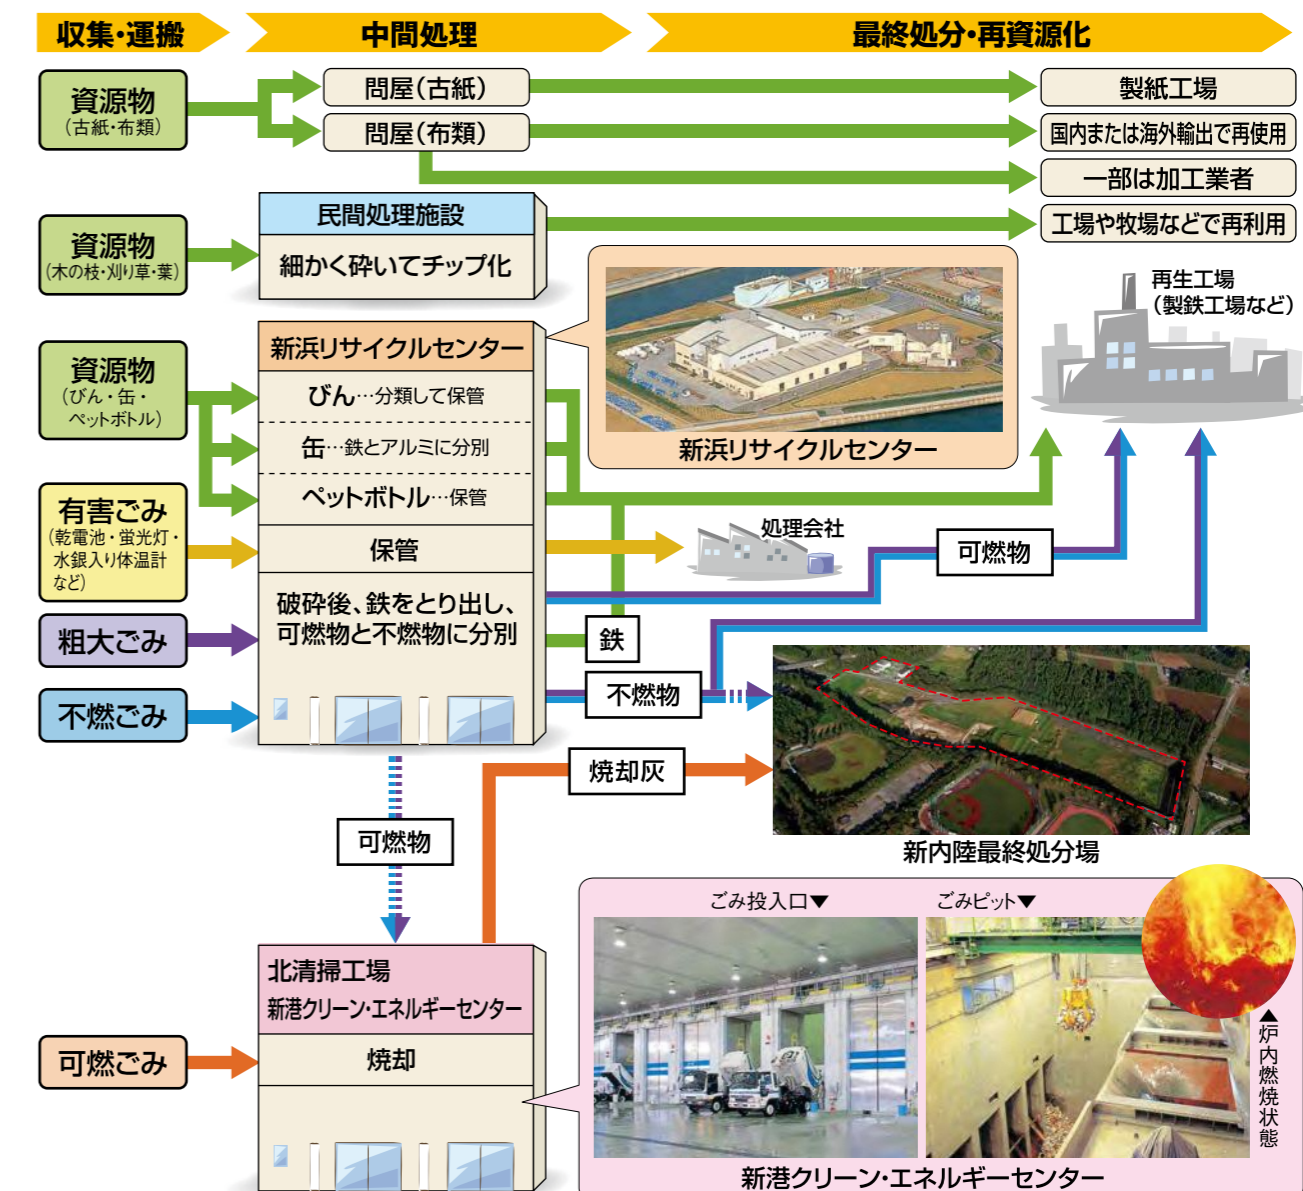 収集・運搬
中間処理
最終処分・再資源化
資源物
（古紙・布類）
問屋（古紙）
問屋（布類）
製紙工場
国内または海外輸出で再使用
一部は加工業者
資源物
（木の枝・刈り草・葉）
民間処理施設
細かく砕いてチップ化
工場や牧場などで再利用
再生工場
（製鉄工場など）
資源物
（びん・缶・
ペットボトル）
新浜リサイクルセンター
びん…分類して保管
缶…鉄とアルミに分別
ペットボトル…保管
新浜リサイクルセンター
有害ごみ
（乾電池・蛍光灯・
水銀入り体温計
など）
保管
処理会社
可燃物
粗大ごみ
破砕後、鉄をとり出し、
可燃物と不燃物に分別
鉄
不燃ごみ
不燃物
焼却灰
新内陸最終処分場
可燃物
可燃ごみ
北清掃工場
新港クリーン・エネルギーセンター
焼却
ごみ投入口▼
ごみピット▼
▲炉内燃焼状態
新港クリーン・エネルギーセンター